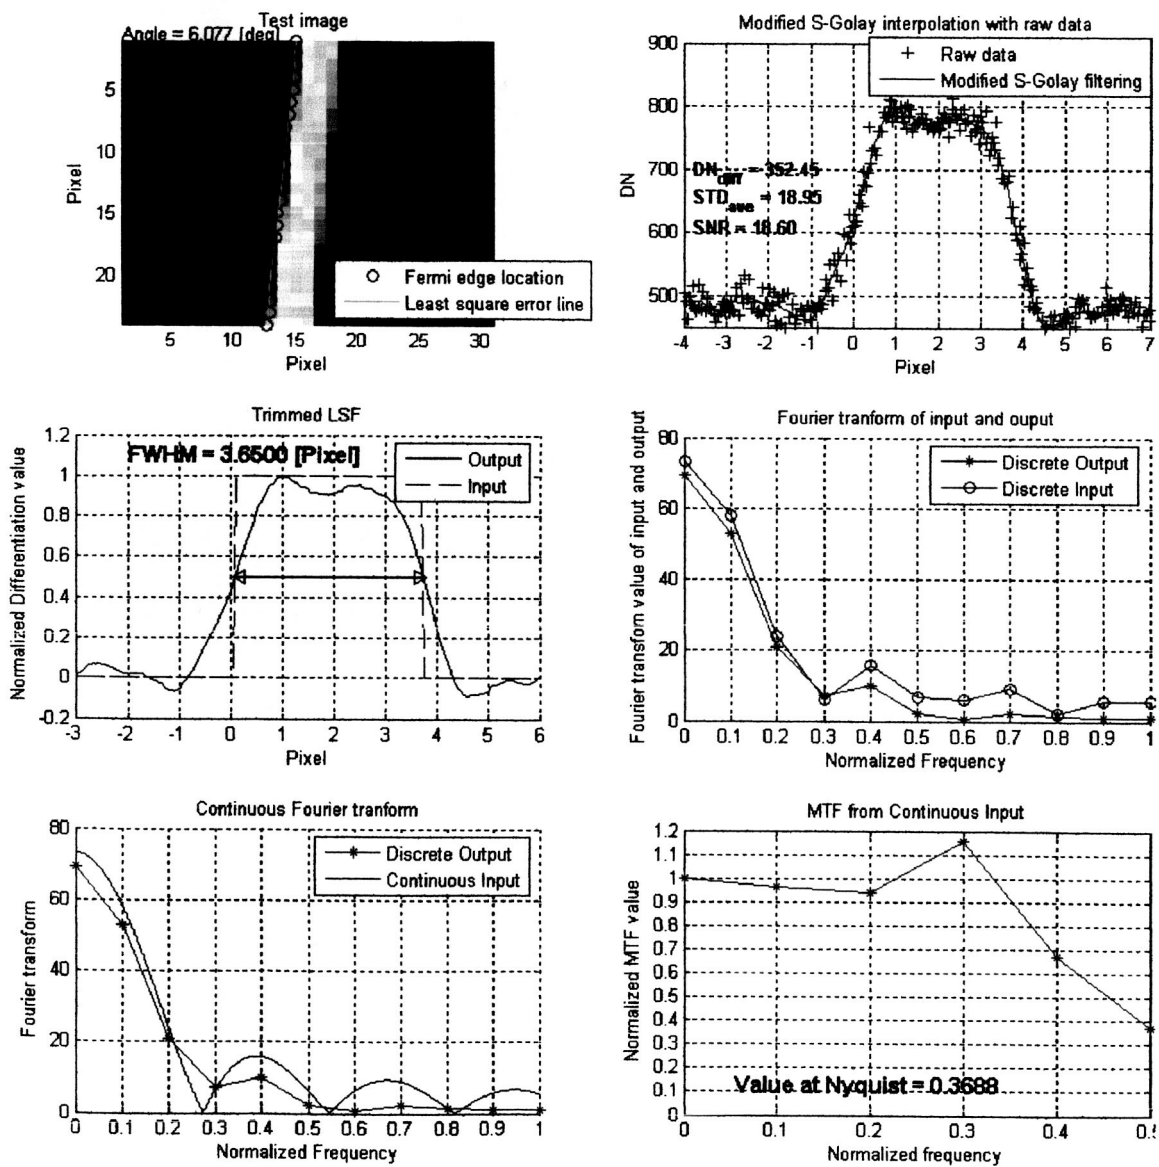 Test image
Angle = 6.077 [deg]
5
10
15
20
Pixel
5 10 15 20 25 30
Pixel
Fermi edge location
Least square error line
Modified S-Golay interpolation with raw data
Raw data
Modified S-Golay filtering
900
800
700
600
500
DN
DN diff = 352.45
STD ave = 18.95
SNR = 18.60
-4 -3 -2 -1 0 1 2 3 4 5 6 7
Pixel
Trimmed LSF
FWHM = 3.6500 [Pixel]
Output
Input
1.2
1
0.8
0.6
0.4
0.2
0
-0.2
Normalized Differentiation value
-3 -2 -1 0 1 2 3 4 5 6
Pixel
Fourier tranform of input and ouput
Discrete Output
Discrete Input
80
60
40
20
0
Fourier transform value of input and output
0 0.1 0.2 0.3 0.4 0.5 0.6 0.7 0.8 0.9 1
Normalized Frequency
Continuous Fourier tranform
Discrete Output
Continuous Input
80
60
40
20
0
Fourier transform
0 0.1 0.2 0.3 0.4 0.5 0.6 0.7 0.8 0.9 1
Normalized Frequency
MTF from Continuous Input
1.2
1.1
1
0.9
0.8
0.7
0.6
0.5
0.4
0.3
0.2
0.1
0
Normalized MTF value
Value at Nyquist = 0.3688
0 0.1 0.2 0.3 0.4 0.5
Normalized frequency